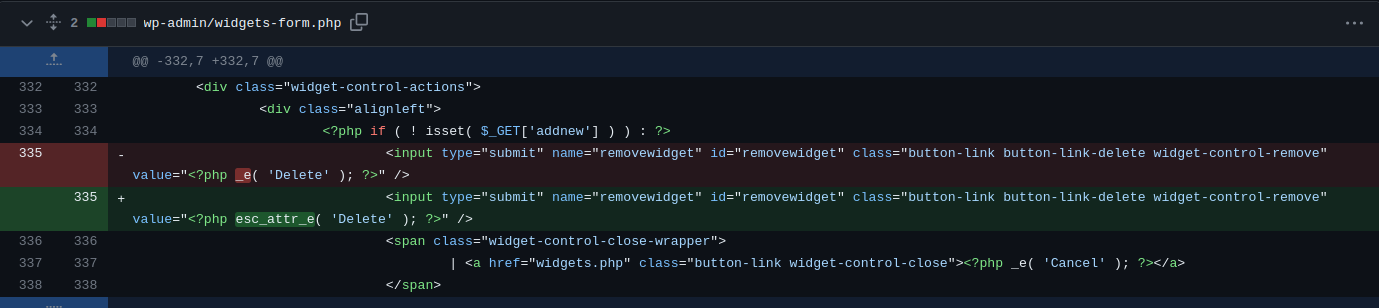 2 wp-admin/widgets-form.php
@@ -332,7 +332,7 @@
332 332 <div class="widget-control-actions">
333 333 <div class="alignleft">
334 334 <?php if ( ! isset( $_GET['addnew'] ) ) : ?>
335 - <input type="submit" name="removewidget" id="removewidget" class="button-link button-link-delete widget-control-remove"
value="<?php _e( 'Delete' ); ?>" />
335 + <input type="submit" name="removewidget" id="removewidget" class="button-link button-link-delete widget-control-remove"
value="<?php esc_attr_e( 'Delete' ); ?>" />
336 336 <span class="widget-control-close-wrapper">
337 337 | <a href="widgets.php" class="button-link widget-control-close"><?php _e( 'Cancel' ); ?></a>
338 338 </span>